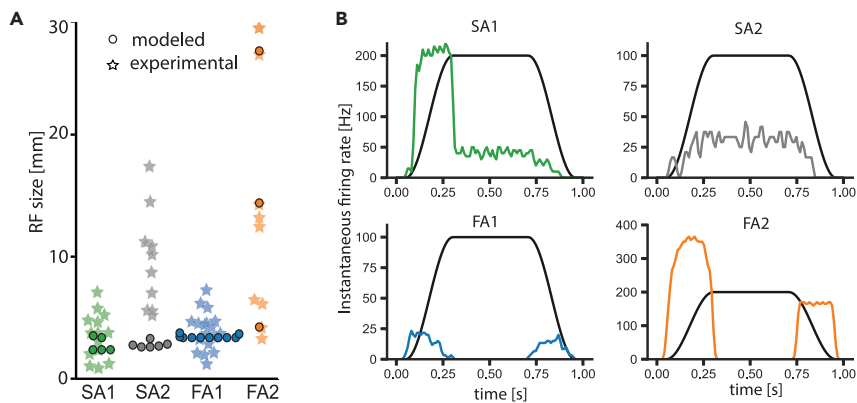 A
30
20
10
0
RF size [mm]
modeled
experimental
SA1 SA2 FA1 FA2
B
Instantaneous firing rate [Hz]
SA1
200
150
100
50
0
0.00 0.25 0.50 0.75 1.00
SA2
100
75
50
25
0
0.00 0.25 0.50 0.75 1.00
FA1
100
75
50
25
0
0.00 0.25 0.50 0.75 1.00
time [s]
FA2
400
300
200
100
0
0.00 0.25 0.50 0.75 1.00
time [s]